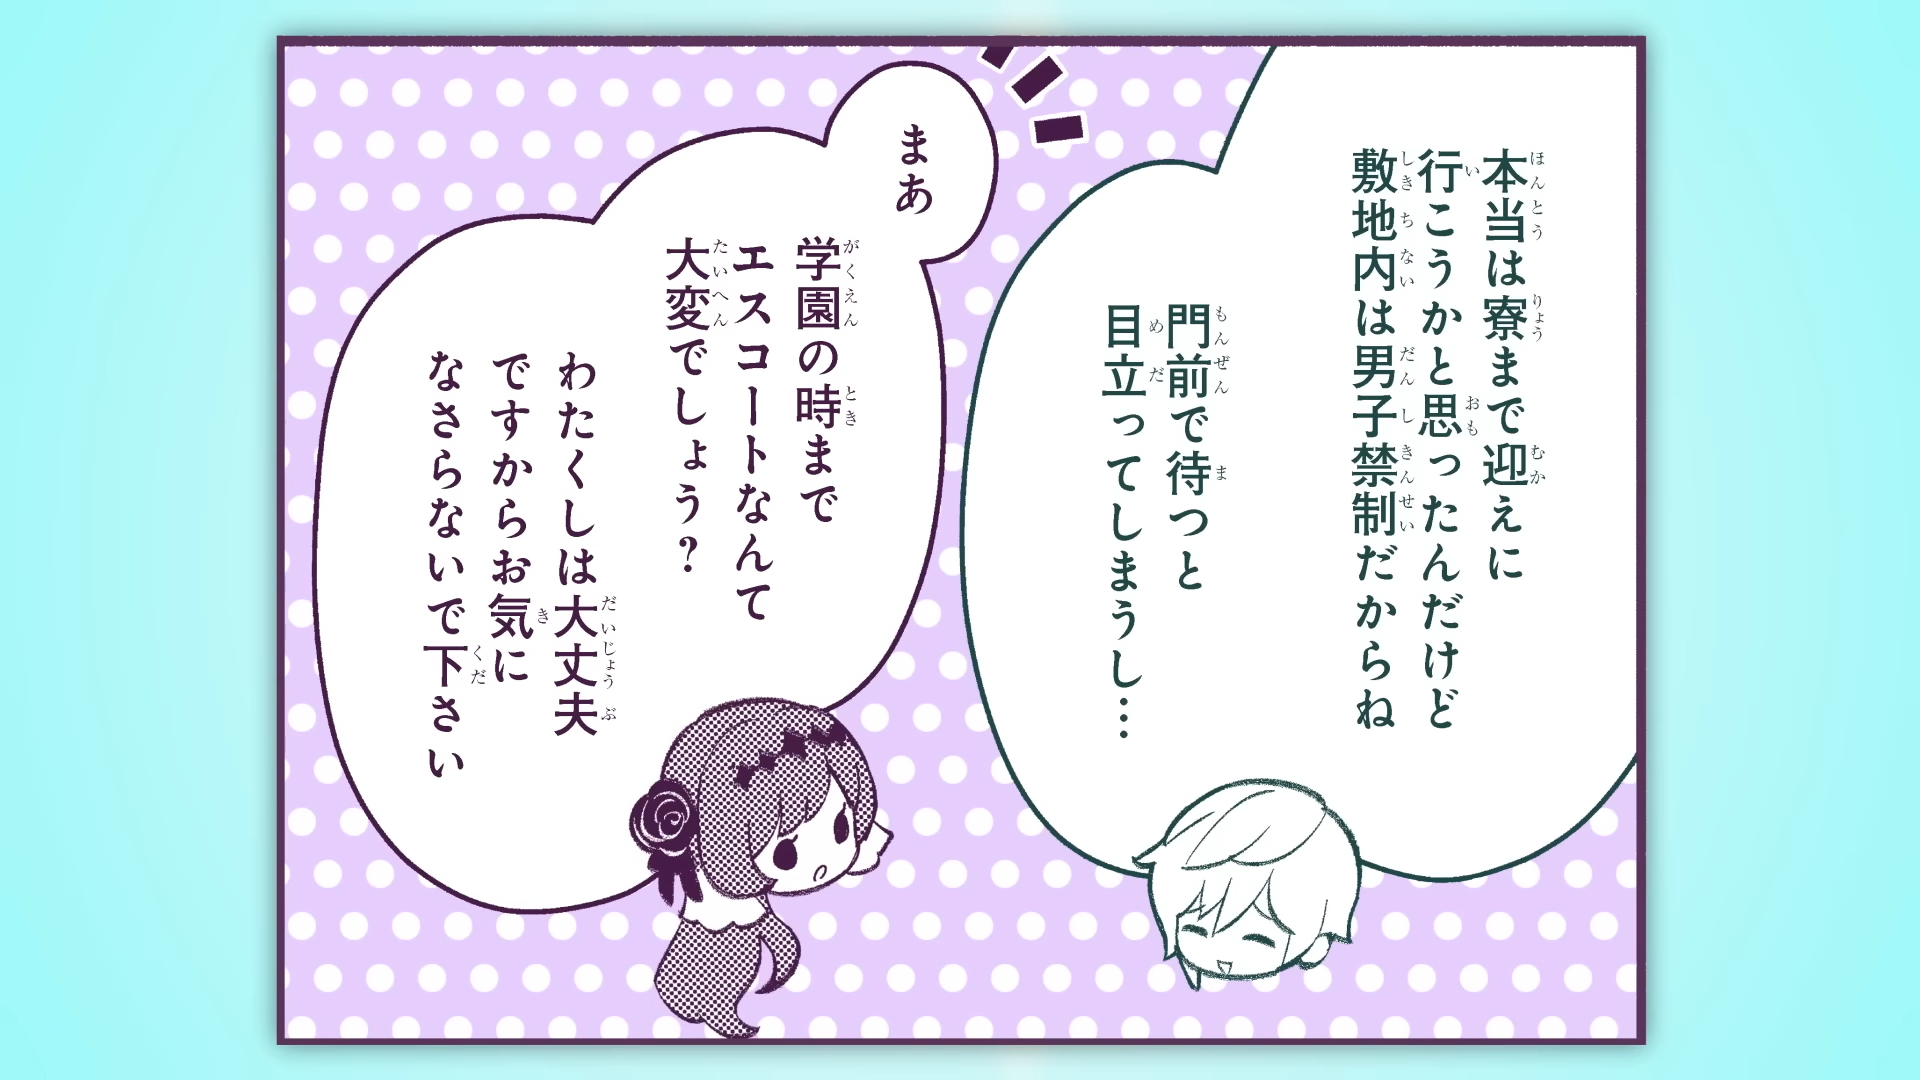 本当は寮まで迎えに
行こうかと思ったんだけど
敷地内は男子禁制だからね
門前で待つと
目立ってしまうし…
まあ
学園の時まで
エスコートなんて
大変でしょう?
わたくしは大丈夫
ですからお気に
なさらないで下さい